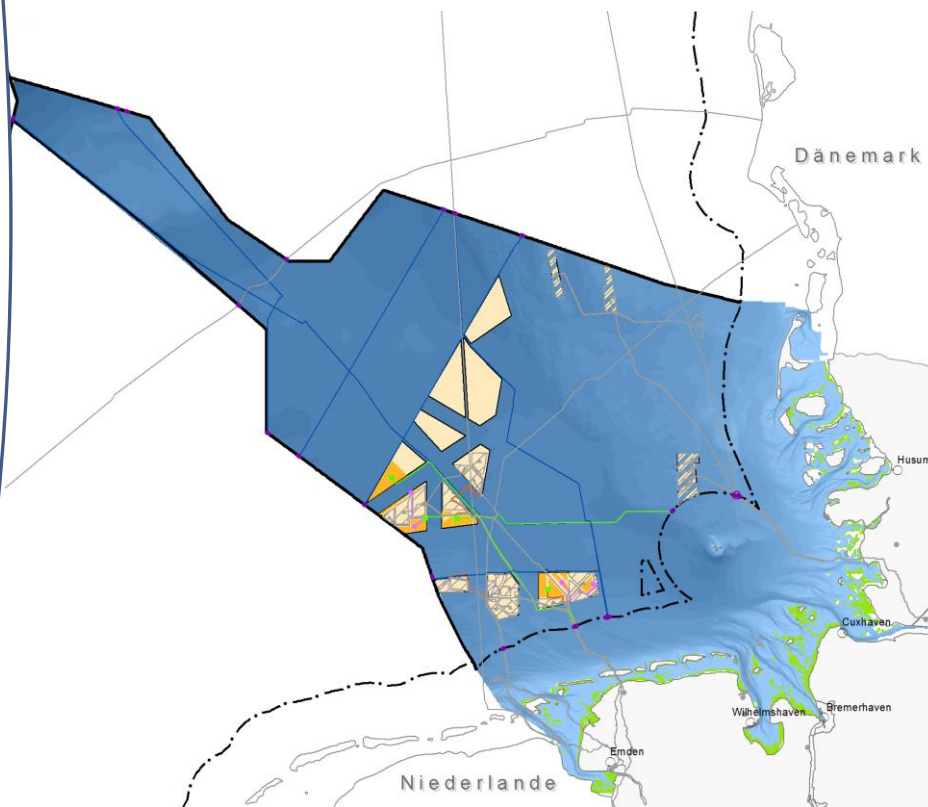 Dänemark
Husum
Cuxhaven
Wilhelmshaven
Bremerhaven
Emden
Niederlande